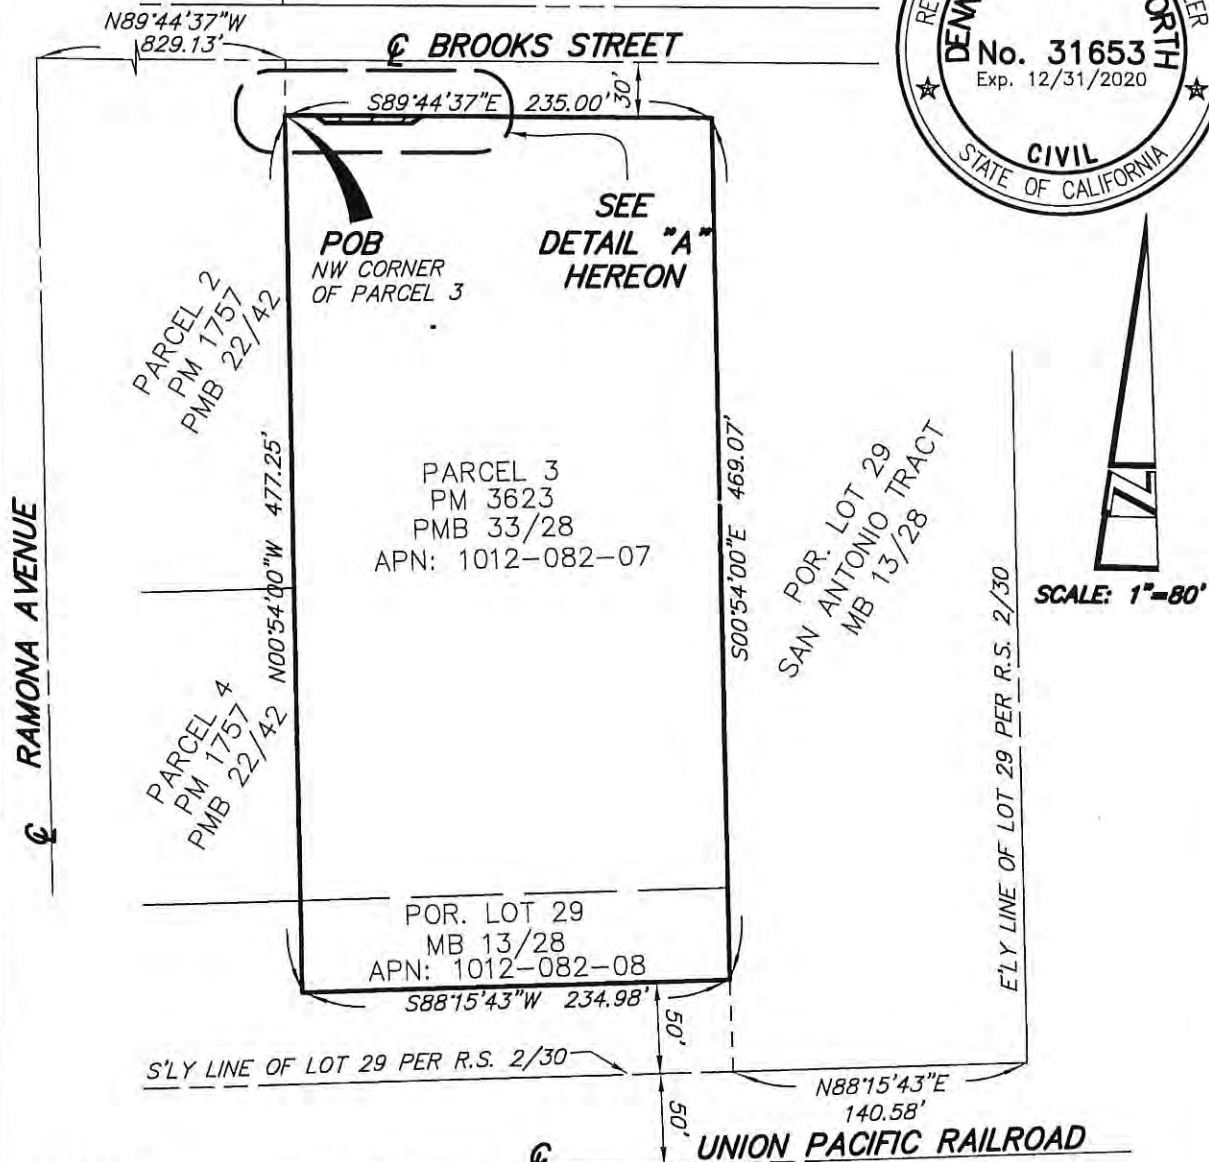 N89°44'37"W
829.13'
℄ BROOKS STREET
S89°44'37"E 235.00'
30'
No. 31653
Exp. 12/31/2020
CIVIL
STATE OF CALIFORNIA
POB
NW CORNER
OF PARCEL 3
SEE
DETAIL "A"
HEREON
PARCEL 2
PM 1757
PMB 22/42
N00°54'00"W 477.25'
PARCEL 3
PM 3623
PMB 33/28
APN: 1012-082-07
S00°54'00"E 469.07'
POR. LOT 29
SAN ANTONIO TRACT
MB 13/28
SCALE: 1"=80'
℄ RAMONA AVENUE
PARCEL 4
PM 1757
PMB 22/42
E'LY LINE OF LOT 29 PER R.S. 2/30
POR. LOT 29
MB 13/28
APN: 1012-082-08
S88°15'43"W 234.98'
50'
S'LY LINE OF LOT 29 PER R.S. 2/30
N88°15'43"E
140.58'
50'
℄ UNION PACIFIC RAILROAD